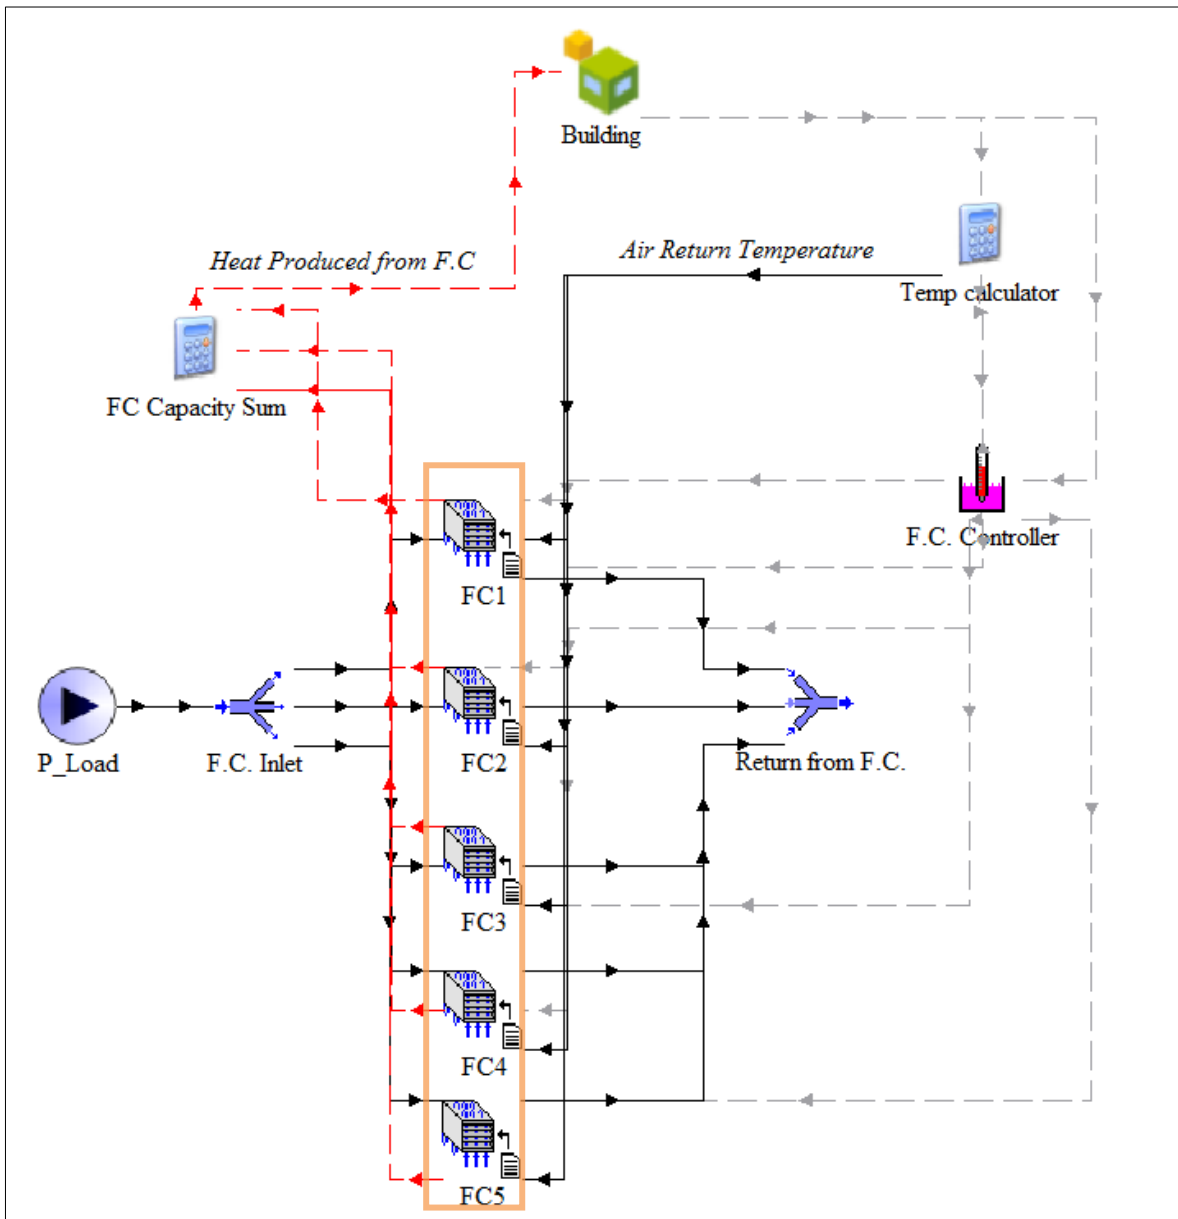 Building
Heat Produced from F.C
Air Return Temperature
Temp calculator
FC Capacity Sum
F.C. Controller
FC1
P_Load
F.C. Inlet
FC2
Return from F.C.
FC3
FC4
FC5